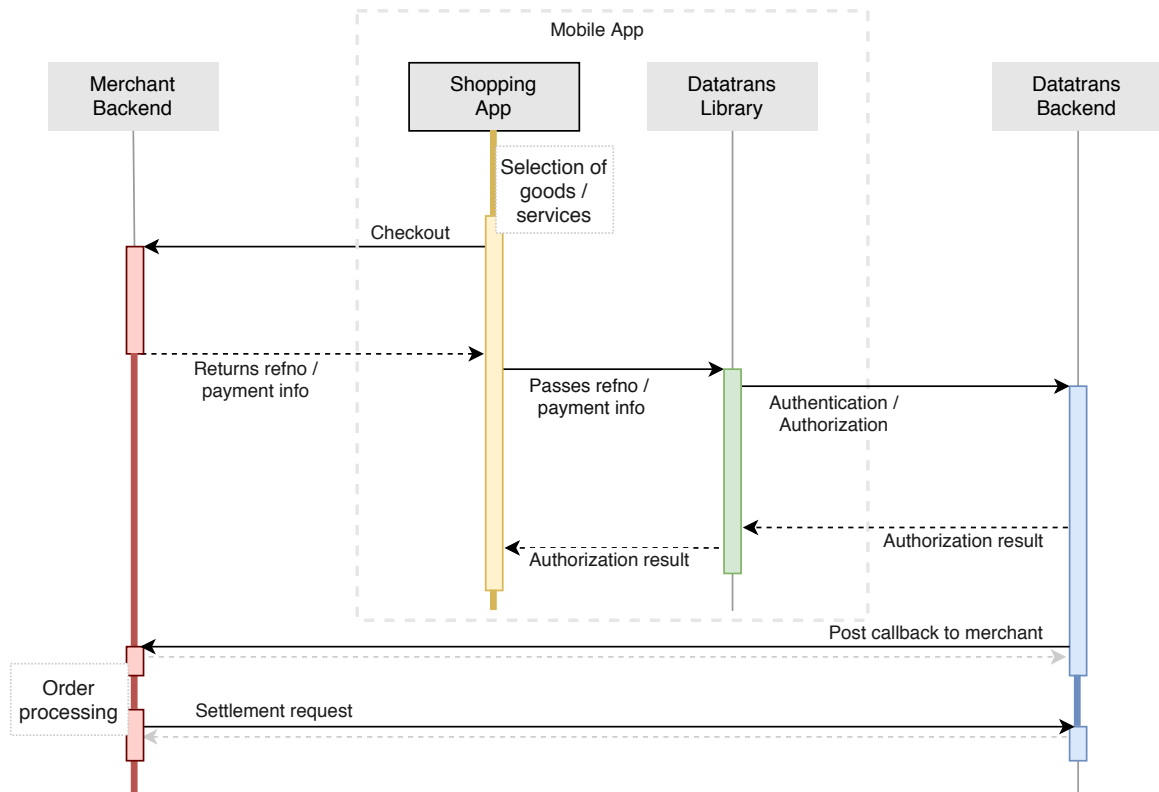 Mobile App
Merchant
Backend
Shopping
App
Datatrans
Library
Datatrans
Backend
Selection of
goods /
services
Checkout
Returns refno /
payment info
Passes refno /
payment info
Authentication /
Authorization
Authorization result
Authorization result
Post callback to merchant
Order
processing
Settlement request